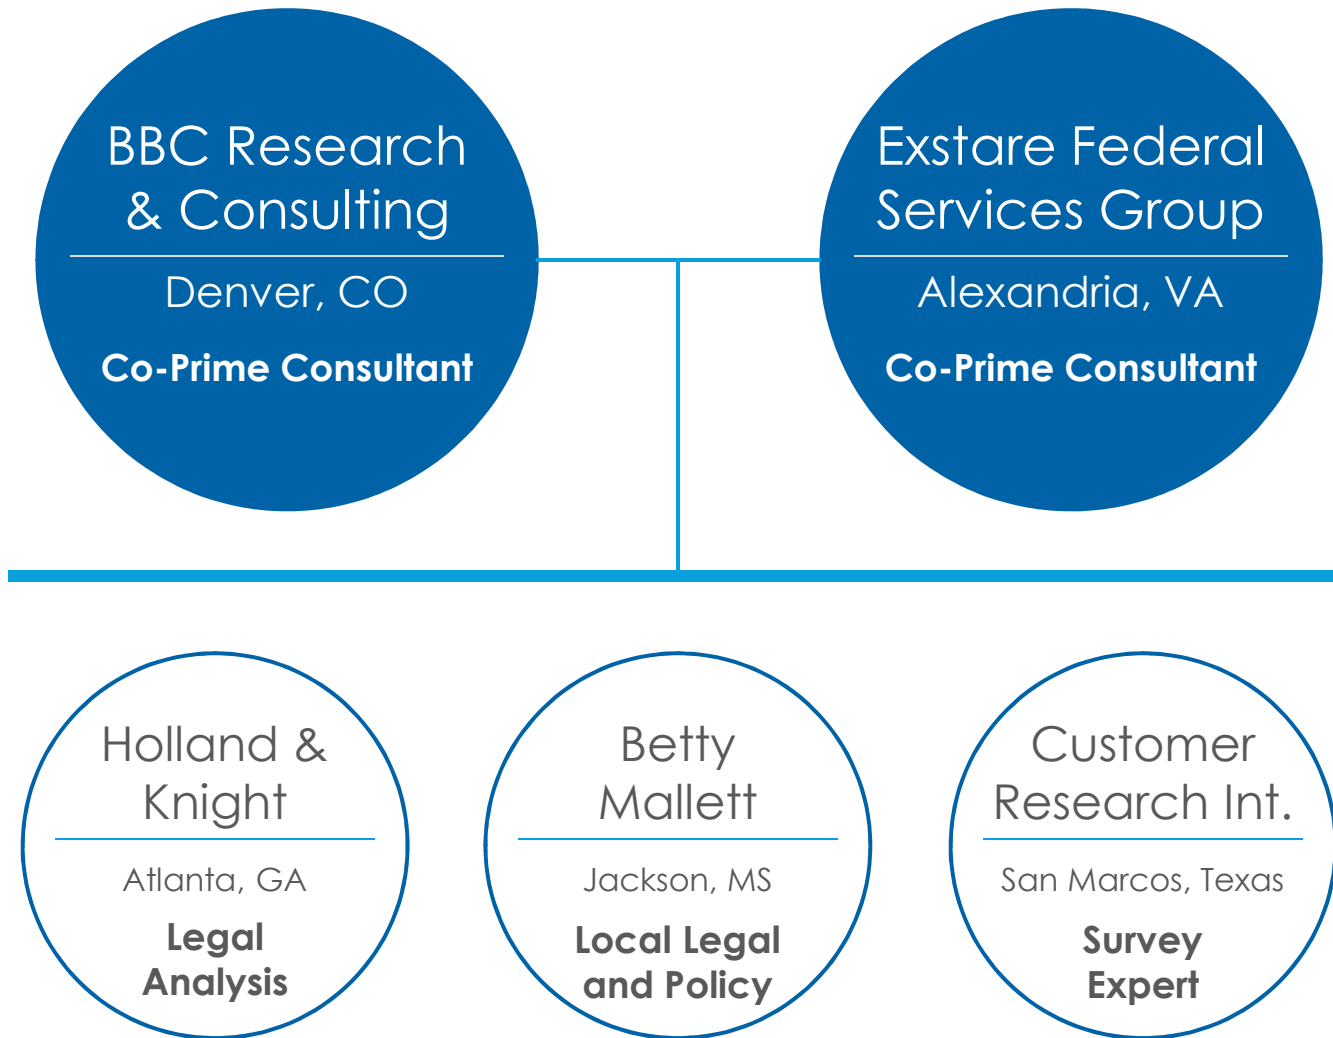 BBC Research
& Consulting
Denver, CO
Co-Prime Consultant
Exstare Federal
Services Group
Alexandria, VA
Co-Prime Consultant
Holland &
Knight
Atlanta, GA
Legal
Analysis
Betty
Mallett
Jackson, MS
Local Legal
and Policy
Customer
Research Int.
San Marcos, Texas
Survey
Expert